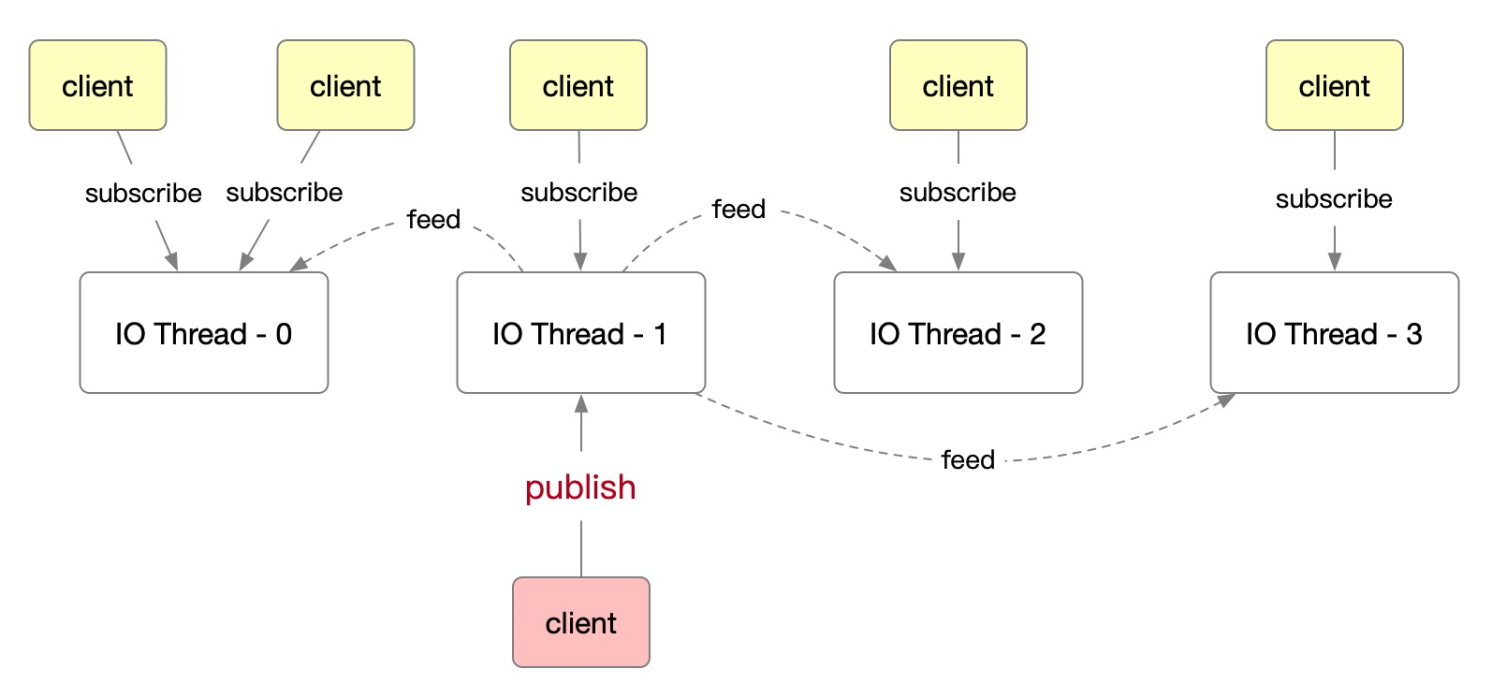 client
client
client
client
client
subscribe
subscribe
subscribe
subscribe
subscribe
feed
feed
IO Thread - 0
IO Thread - 1
IO Thread - 2
IO Thread - 3
feed
publish
client